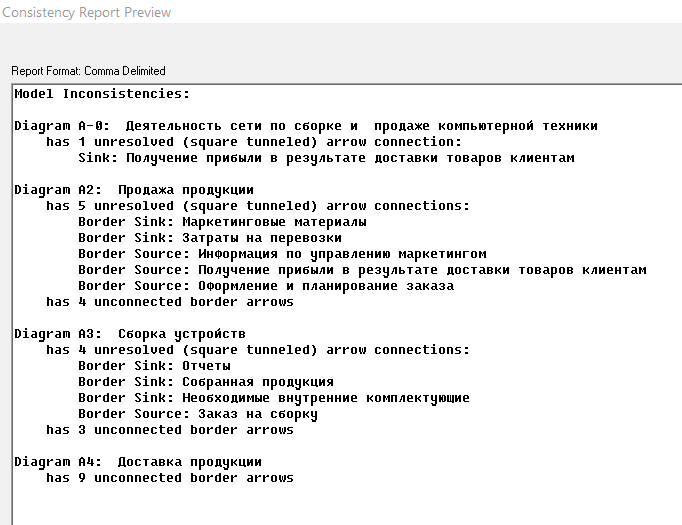 Consistency Report Preview
Report Format: Comma Delimited
Model Inconsistencies:
Diagram A-0:  Деятельность сети по сборке и  продаже компьютерной техники
has 1 unresolved (square tunneled) arrow connection:
Sink: Получение прибыли в результате доставки товаров клиентам
Diagram A2:  Продажа продукции
has 5 unresolved (square tunneled) arrow connections:
Border Sink: Маркетинговые материалы
Border Sink: Затраты на перевозки
Border Source: Информация по управлению маркетингом
Border Source: Получение прибыли в результате доставки товаров клиентам
Border Source: Оформление и планирование заказа
has 4 unconnected border arrows
Diagram A3:  Сборка устройств
has 4 unresolved (square tunneled) arrow connections:
Border Sink: Отчеты
Border Sink: Собранная продукция
Border Sink: Необходимые внутренние комплектующие
Border Source: Заказ на сборку
has 3 unconnected border arrows
Diagram A4:  Доставка продукции
has 9 unconnected border arrows